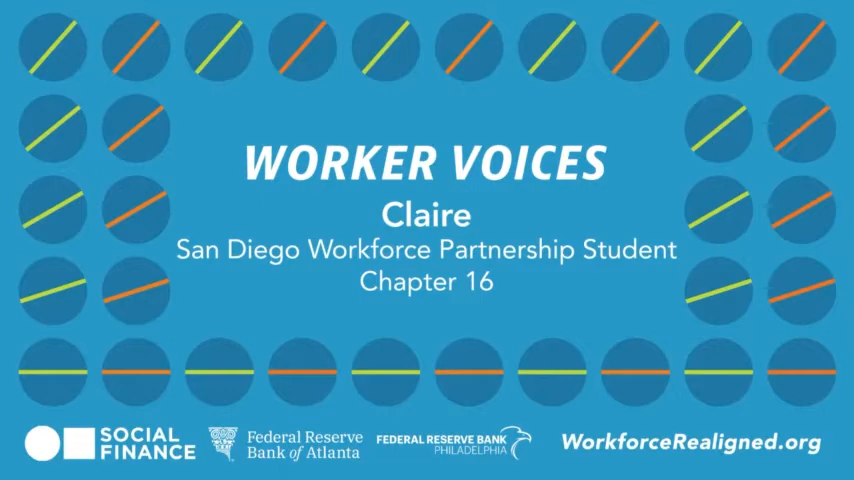 WORKER VOICES
Claire
San Diego Workforce Partnership Student
Chapter 16
SOCIAL
FINANCE
Federal Reserve
Bank of Atlanta
FEDERAL RESERVE BANK
PHILADELPHIA
WorkforceRealigned.org